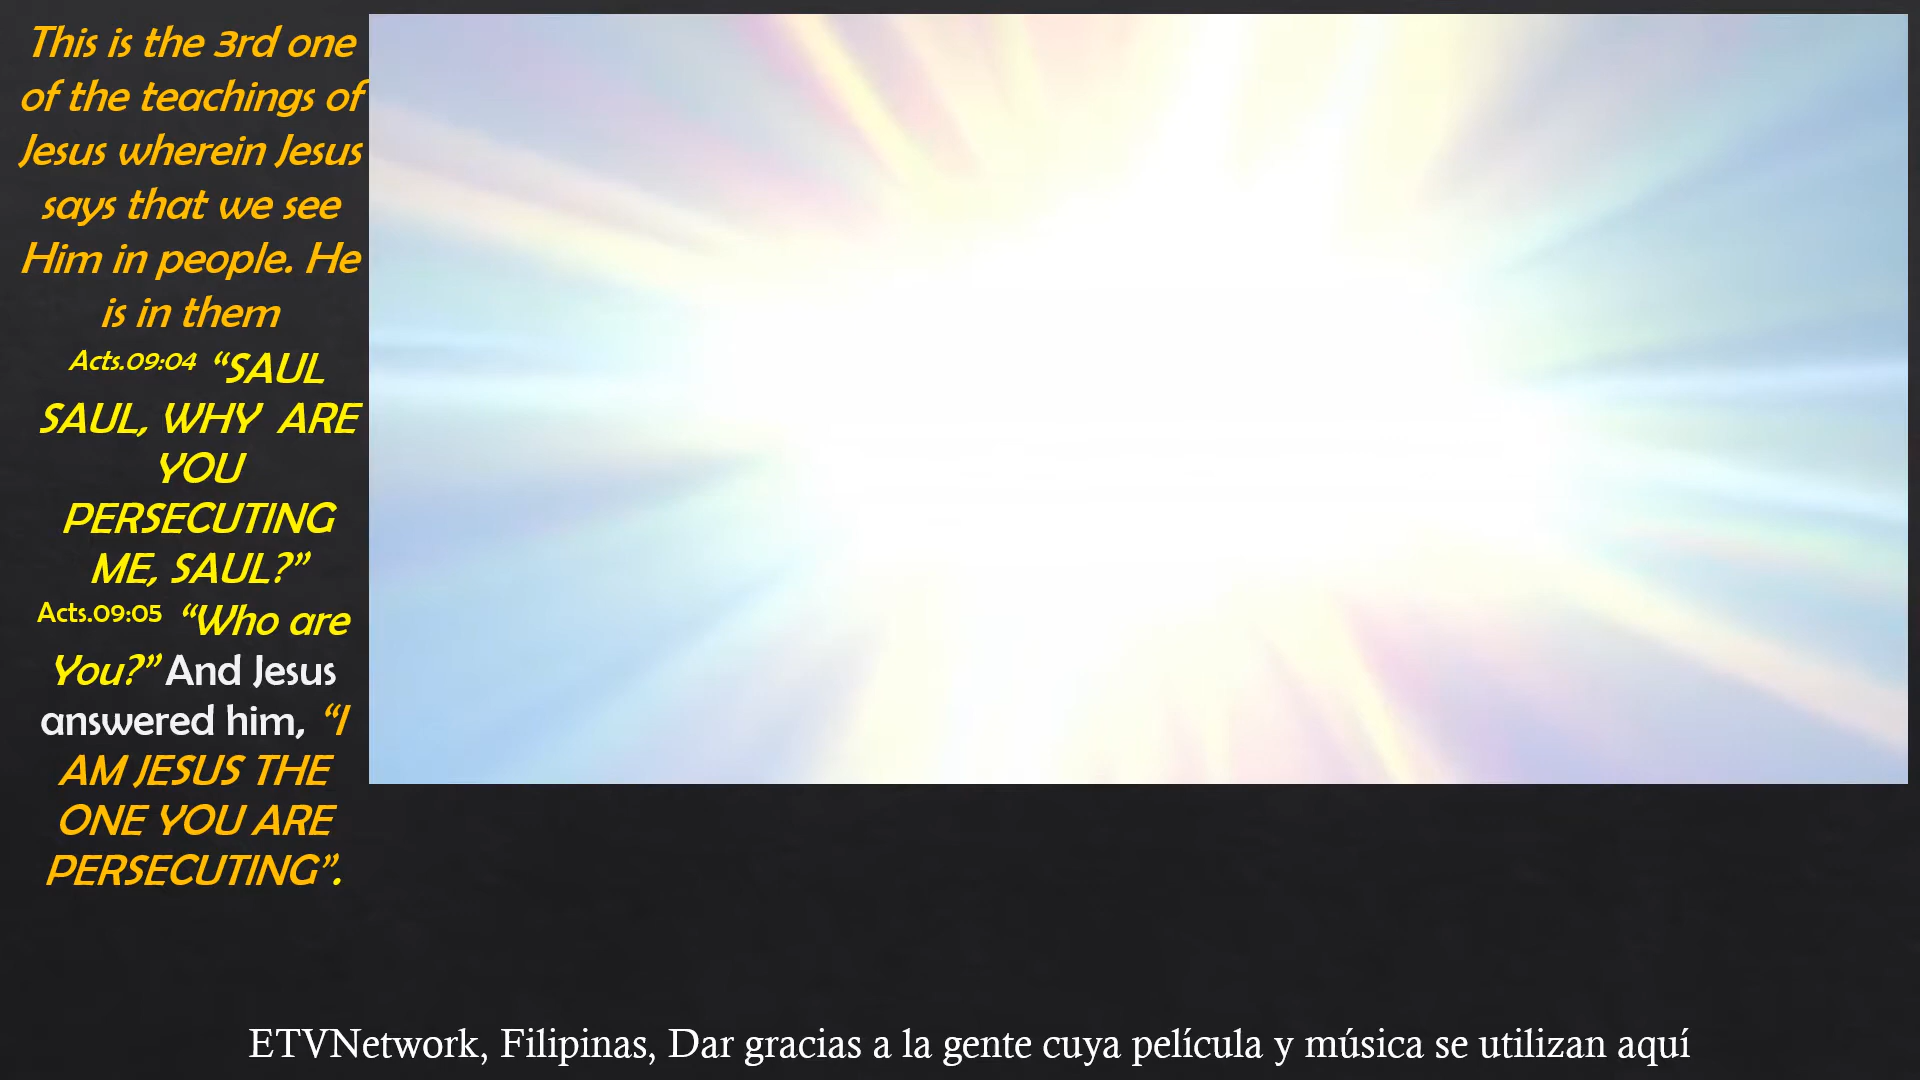 This is the 3rd one
of the teachings of
Jesus wherein Jesus
says that we see
Him in people. He
is in them
Acts.09:04 “SAUL
SAUL, WHY ARE
YOU
PERSECUTING
ME, SAUL?”
Acts.09:05 “Who are
You?” And Jesus
answered him, “I
AM JESUS THE
ONE YOU ARE
PERSECUTING”.
ETVNetwork, Filipinas, Dar gracias a la gente cuya película y música se utilizan aquí